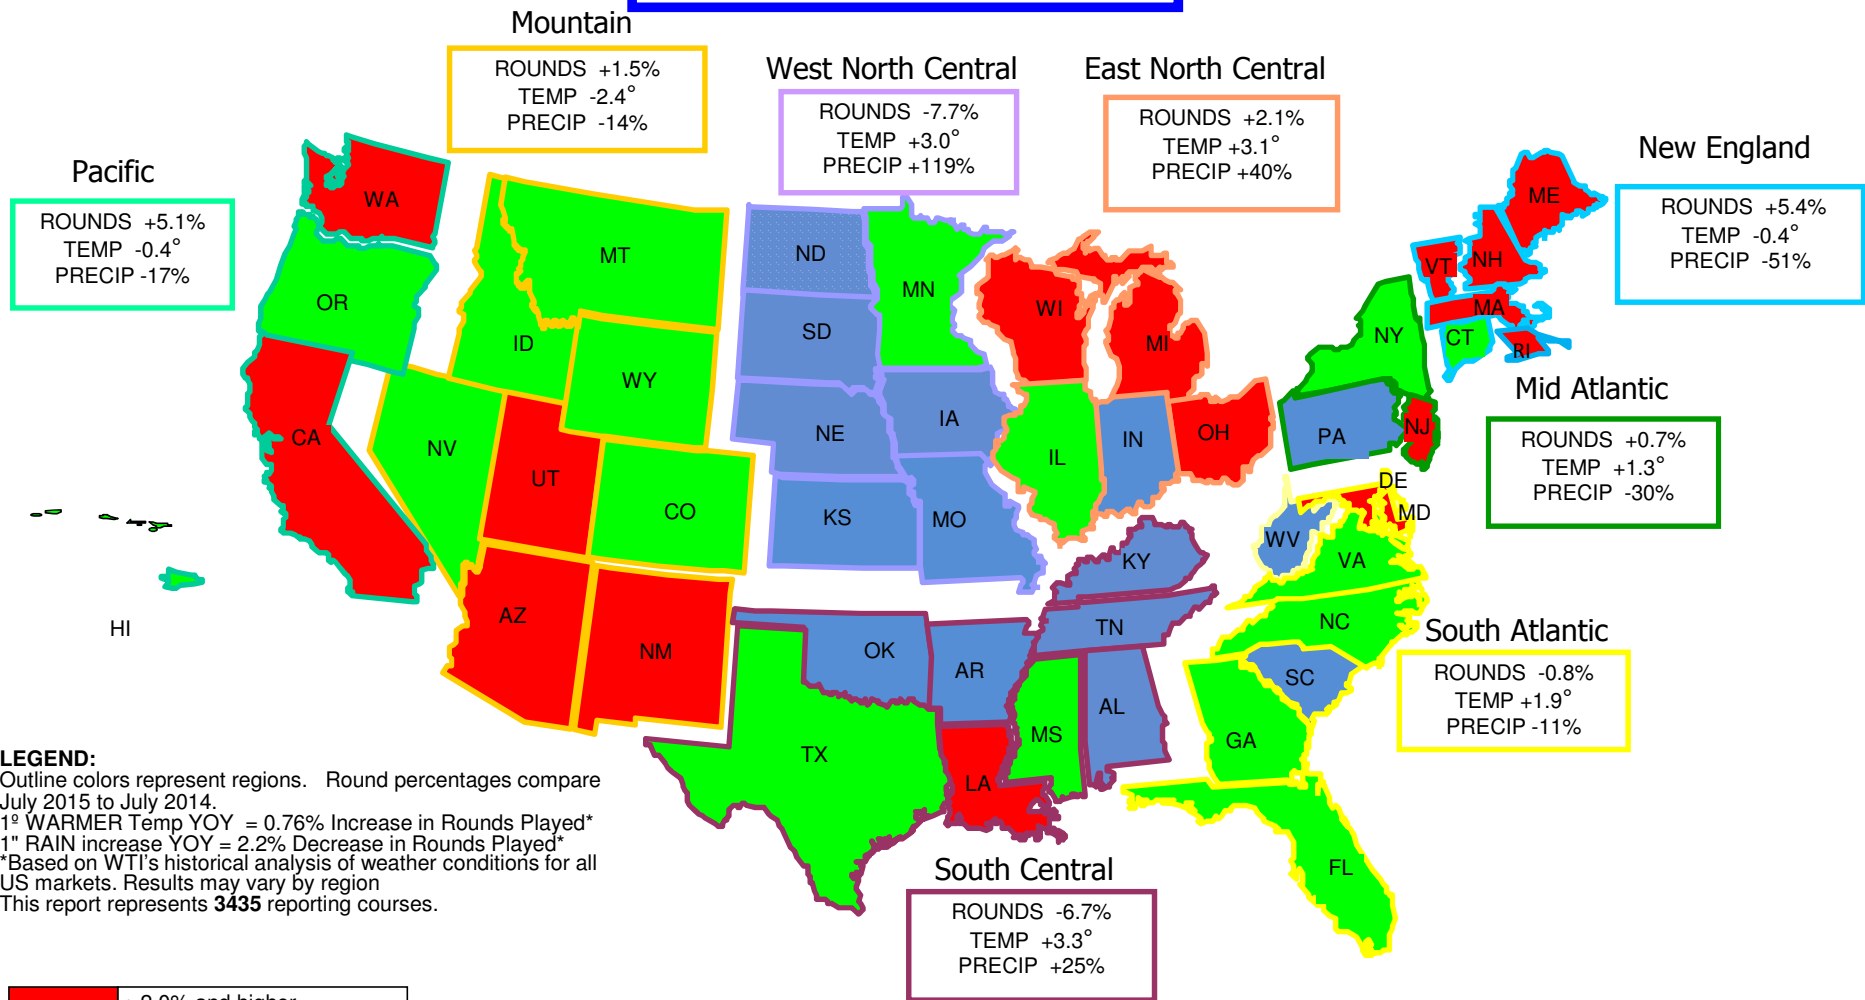 Mountain
ROUNDS +1.5%
TEMP -2.4°
PRECIP -14%
West North Central
ROUNDS -7.7%
TEMP +3.0°
PRECIP +119%
East North Central
ROUNDS +2.1%
TEMP +3.1°
PRECIP +40%
New England
ROUNDS +5.4%
TEMP -0.4°
PRECIP -51%
Pacific
ROUNDS +5.1%
TEMP -0.4°
PRECIP -17%
Mid Atlantic
ROUNDS +0.7%
TEMP +1.3°
PRECIP -30%
South Atlantic
ROUNDS -0.8%
TEMP +1.9°
PRECIP -11%
South Central
ROUNDS -6.7%
TEMP +3.3°
PRECIP +25%
WA
OR
CA
HI
MT
ID
WY
NV
UT
CO
AZ
NM
ND
SD
NE
KS
MN
IA
MO
WI
MI
IL
IN
OH
KY
TN
OK
AR
TX
LA
MS
AL
NY
PA
NJ
ME
VT
NH
MA
CT
RI
DE
MD
WV
VA
NC
SC
GA
FL
LEGEND:
Outline colors represent regions. Round percentages compare
July 2015 to July 2014.
1º WARMER Temp YOY = 0.76% Increase in Rounds Played*
1" RAIN increase YOY = 2.2% Decrease in Rounds Played*
*Based on WTI's historical analysis of weather conditions for all
US markets. Results may vary by region
This report represents 3435 reporting courses.
2.0% and higher